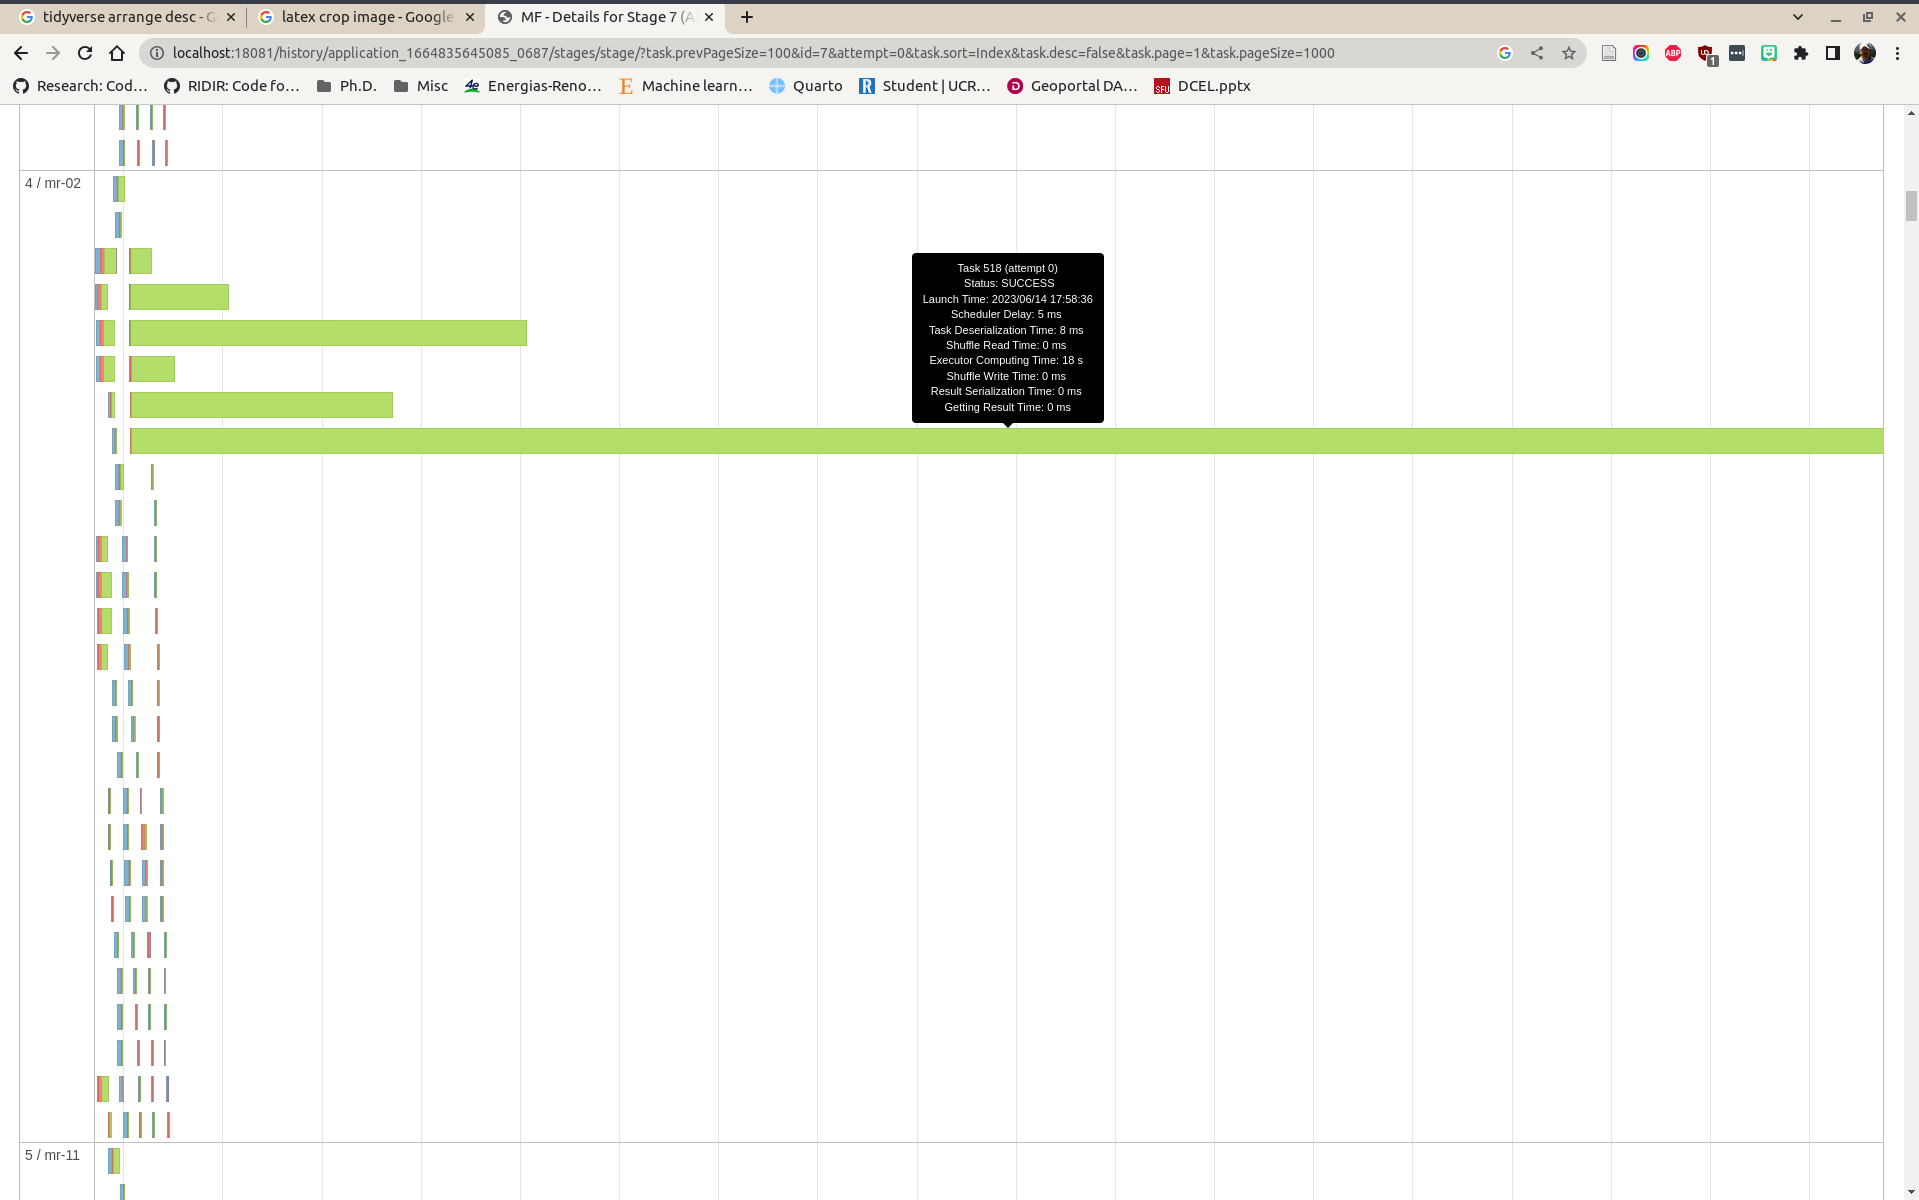 tidyverse arrange desc - G
latex crop image - Google
MF - Details for Stage 7 (A
localhost:18081/history/application_1664835645085_0687/stages/stage/?task.prevPageSize=100&id=7&attempt=0&task.sort=Index&task.desc=false&task.page=1&task.pageSize=1000
ABP
1
Research: Cod…
RIDIR: Code fo…
Ph.D.
Misc
4e
Energias-Reno…
E
Machine learn…
Quarto
R
Student | UCR…
D
Geoportal DA…
SFU
DCEL.pptx
4 / mr-02
Task 518 (attempt 0)
Status: SUCCESS
Launch Time: 2023/06/14 17:58:36
Scheduler Delay: 5 ms
Task Deserialization Time: 8 ms
Shuffle Read Time: 0 ms
Executor Computing Time: 18 s
Shuffle Write Time: 0 ms
Result Serialization Time: 0 ms
Getting Result Time: 0 ms
5 / mr-11